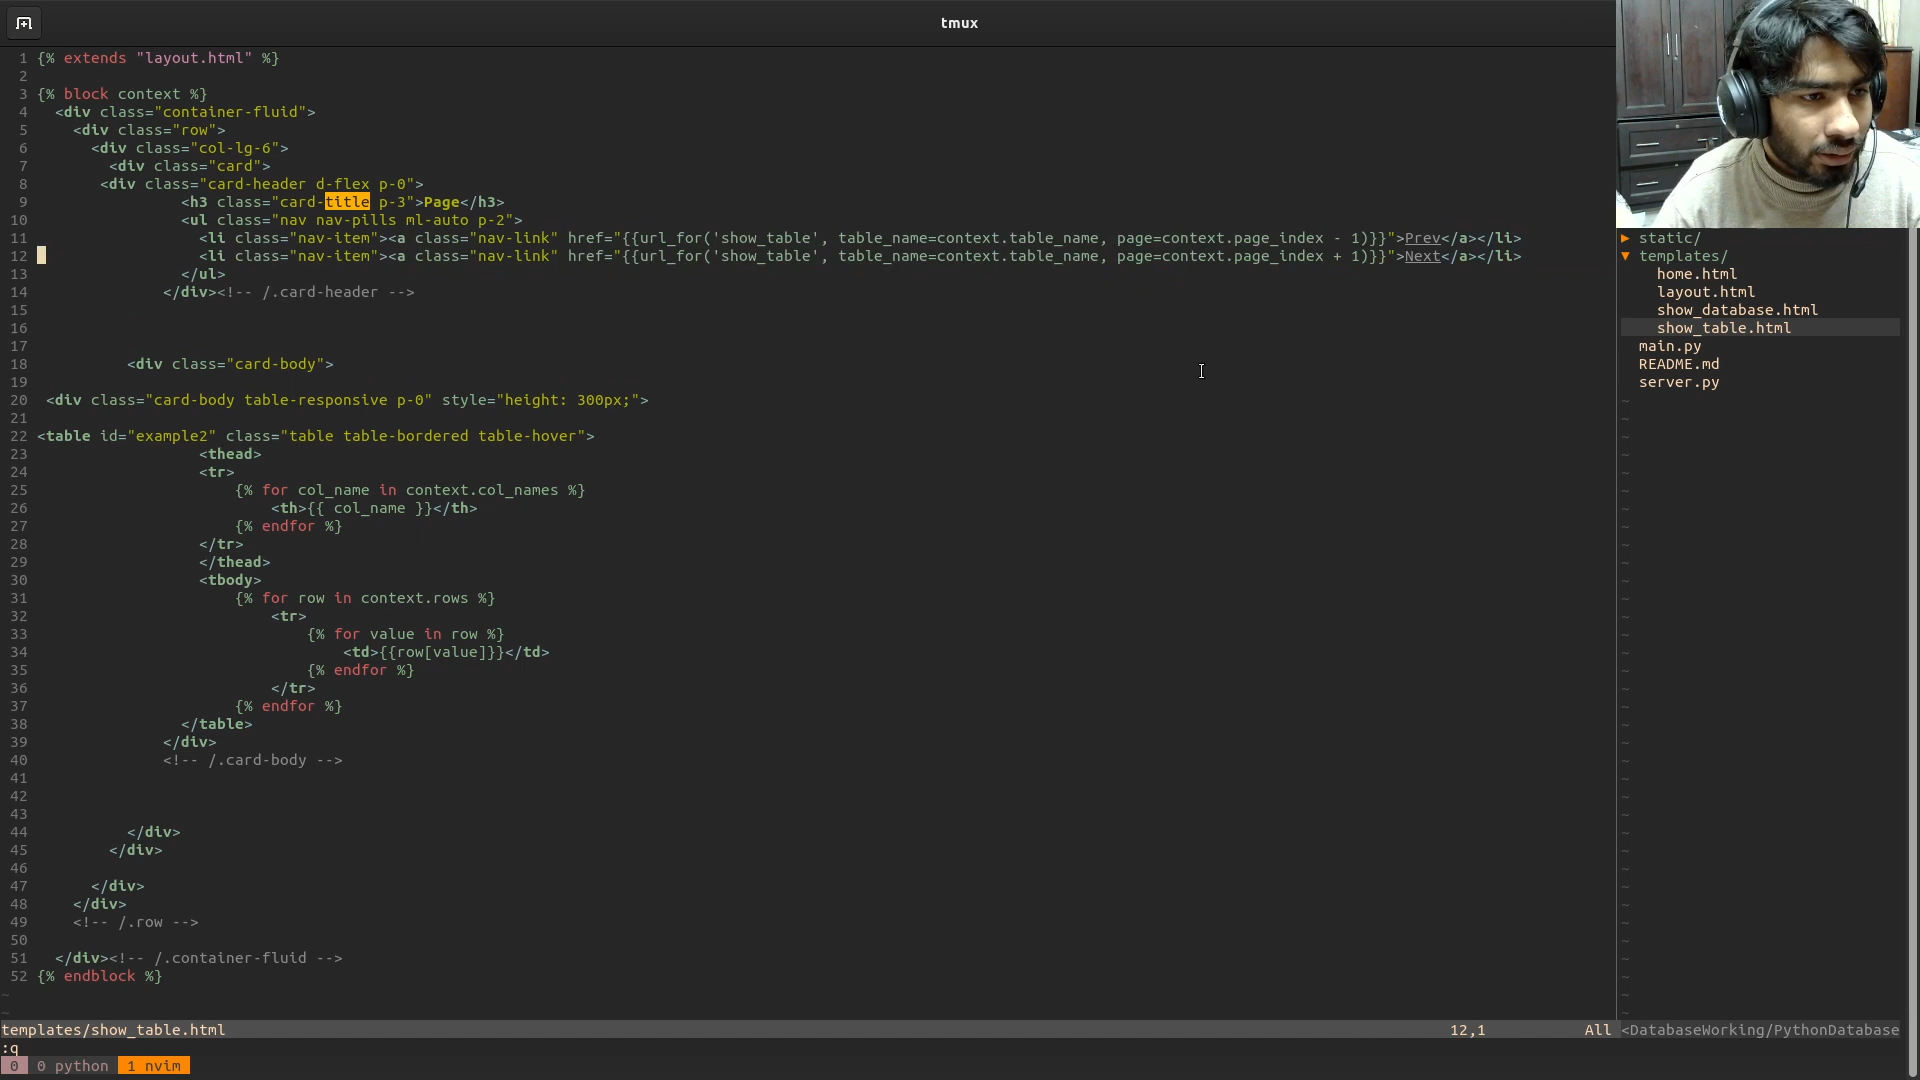 tmux
1 {% extends "layout.html" %}
2
3 {% block context %}
4   <div class="container-fluid">
5     <div class="row">
6       <div class="col-lg-6">
7         <div class="card">
8        <div class="card-header d-flex p-0">
9                 <h3 class="card-title p-3">Page</h3>
10                 <ul class="nav nav-pills ml-auto p-2">
11                   <li class="nav-item"><a class="nav-link" href="{{url_for('show_table', table_name=context.table_name, page=context.page_index - 1)}}">Prev</a></li>
12                   <li class="nav-item"><a class="nav-link" href="{{url_for('show_table', table_name=context.table_name, page=context.page_index + 1)}}">Next</a></li>
13                 </ul>
14               </div><!-- /.card-header -->
15
16
17
18           <div class="card-body">
19
20  <div class="card-body table-responsive p-0" style="height: 300px;">
21
22 <table id="example2" class="table table-bordered table-hover">
23                   <thead>
24                   <tr>
25                       {% for col_name in context.col_names %}
26                           <th>{{ col_name }}</th>
27                       {% endfor %}
28                   </tr>
29                   </thead>
30                   <tbody>
31                       {% for row in context.rows %}
32                           <tr>
33                               {% for value in row %}
34                                   <td>{{row[value]}}</td>
35                               {% endfor %}
36                           </tr>
37                       {% endfor %}
38                 </table>
39               </div>
40               <!-- /.card-body -->
41
42
43
44           </div>
45         </div>
46
47       </div>
48     </div>
49     <!-- /.row -->
50
51   </div><!-- /.container-fluid -->
52 {% endblock %}
~
~
templates/show_table.html 12,1 All
:q
0 0 python 1 nvim
▶ static/
▼ templates/
home.html
layout.html
show_database.html
show_table.html
main.py
README.md
server.py
<DatabaseWorking/PythonDatabase